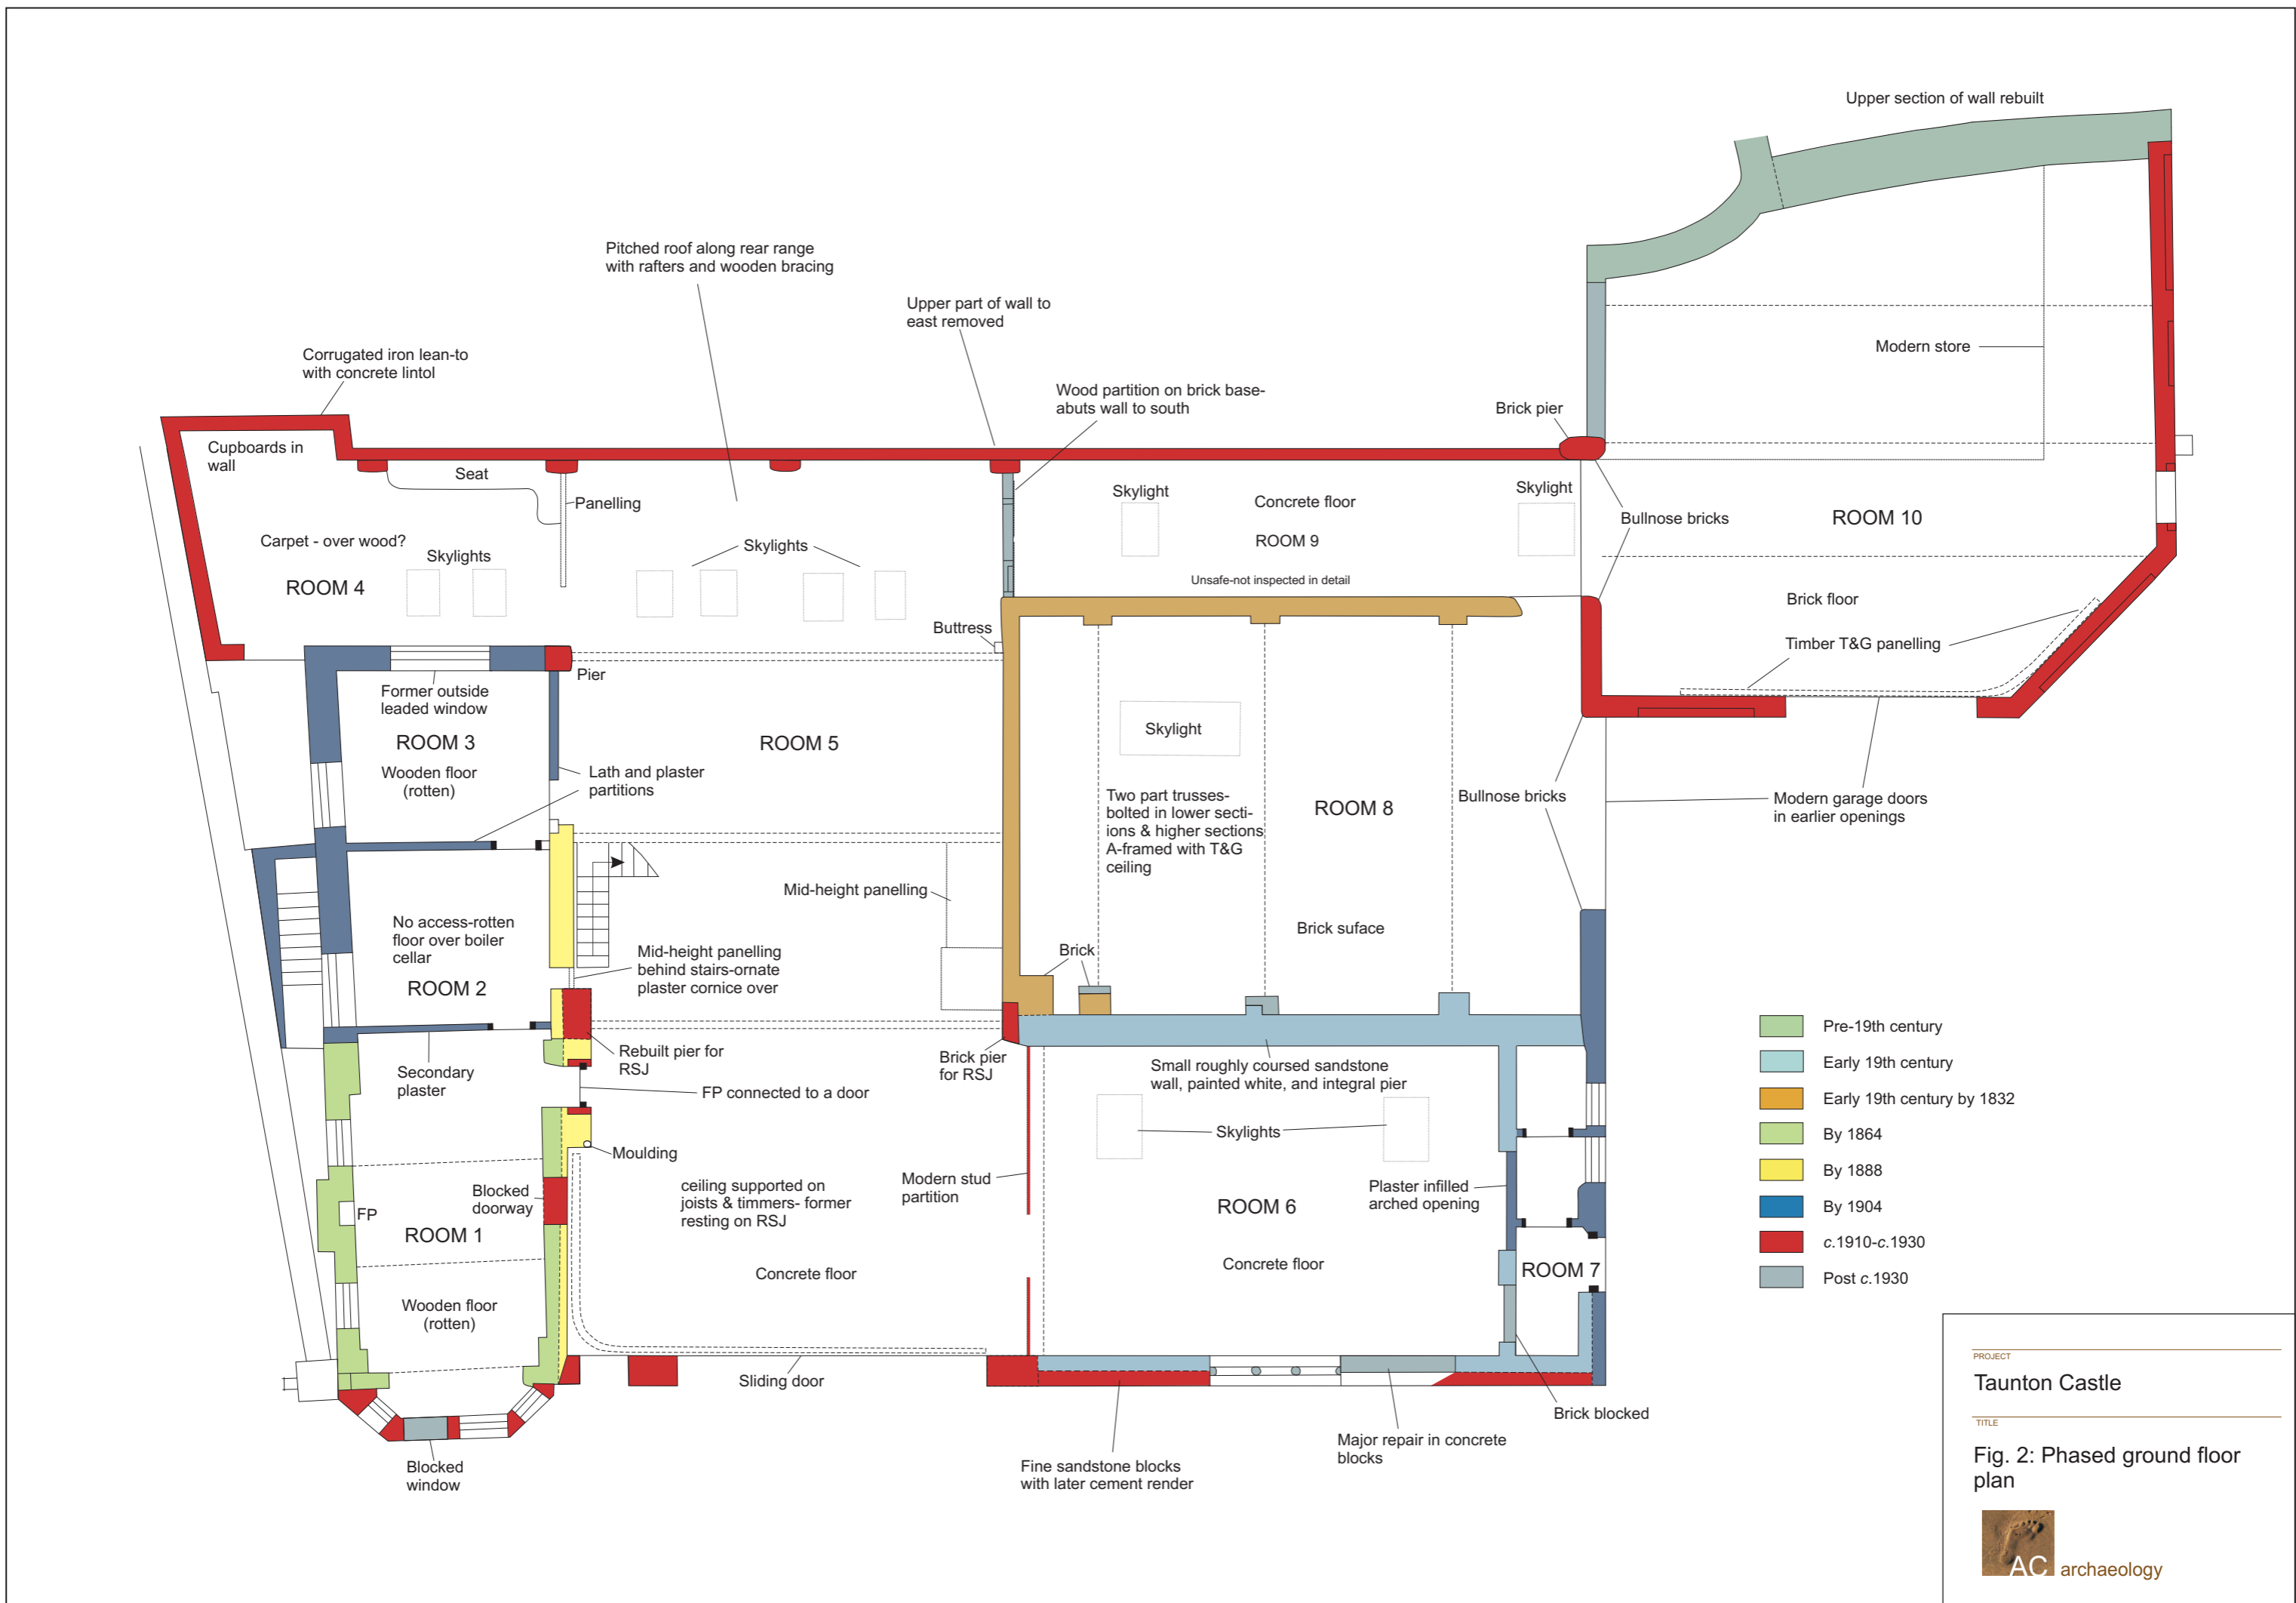 Upper section of wall rebuilt
Pitched roof along rear range
with rafters and wooden bracing
Upper part of wall to
east removed
Corrugated iron lean-to
with concrete lintol
Wood partition on brick base-
abuts wall to south
Brick pier
Modern store
Cupboards in
wall
Seat
Panelling
Skylight
Concrete floor
Skylight
Bullnose bricks
ROOM 10
Carpet - over wood?
Skylights
Skylights
ROOM 9
ROOM 4
Unsafe-not inspected in detail
Brick floor
Buttress
Timber T&G panelling
Pier
Former outside
leaded window
ROOM 3
Wooden floor
(rotten)
ROOM 5
Skylight
Lath and plaster
partitions
Two part trusses-
bolted in lower secti-
ions & higher sections
A-framed with T&G
ceiling
ROOM 8
Bullnose bricks
Modern garage doors
in earlier openings
Mid-height panelling
No access-rotten
floor over boiler
cellar
ROOM 2
Mid-height panelling
behind stairs-ornate
plaster cornice over
Brick
Brick suface
Secondary
plaster
Rebuilt pier for
RSJ
Brick pier
for RSJ
Small roughly coursed sandstone
wall, painted white, and integral pier
FP connected to a door
Skylights
Moulding
Blocked
doorway
FP
ROOM 1
ceiling supported on
joists & timmers- former
resting on RSJ
Modern stud
partition
ROOM 6
Plaster infilled
arched opening
Concrete floor
Concrete floor
ROOM 7
Wooden floor
(rotten)
Sliding door
Blocked
window
Fine sandstone blocks
with later cement render
Major repair in concrete
blocks
Brick blocked
Pre-19th century
Early 19th century
Early 19th century by 1832
By 1864
By 1888
By 1904
c.1910-c.1930
Post c.1930
PROJECT
Taunton Castle
TITLE
Fig. 2: Phased ground floor
plan
AC archaeology